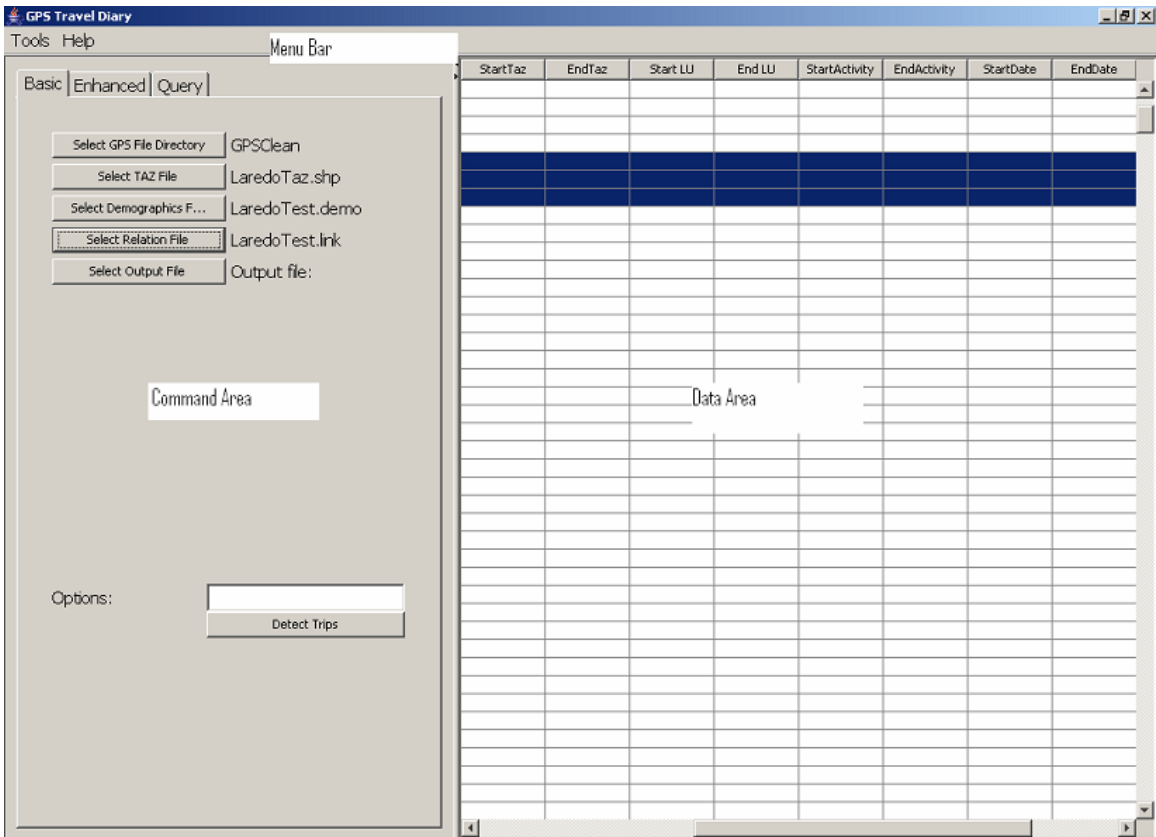 GPS Travel Diary
Tools Help
Menu Bar
Basic Enhanced Query
StartTaz EndTaz Start LU End LU StartActivity EndActivity StartDate EndDate
Select GPS File Directory GPSClean
Select TAZ File LaredoTaz.shp
Select Demographics F... LaredoTest.demo
Select Relation File LaredoTest.link
Select Output File Output file:
Command Area
Data Area
Options:
Detect Trips